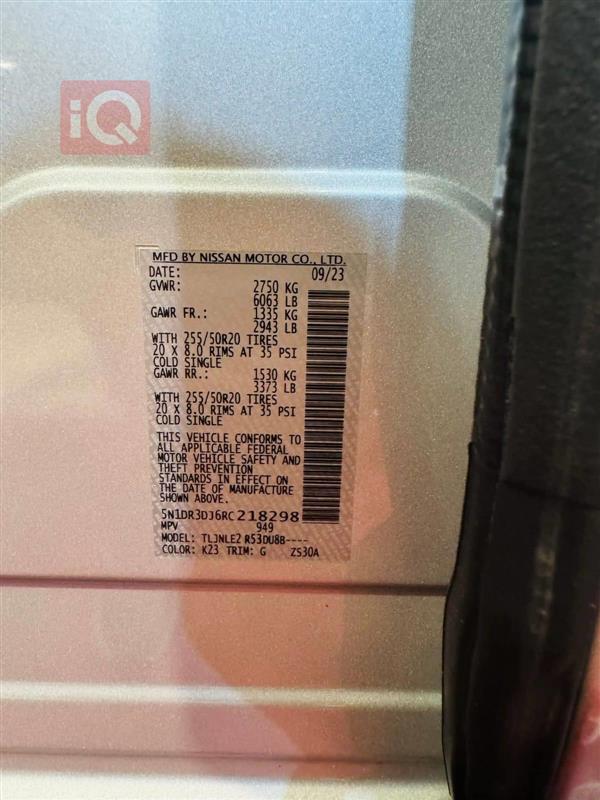 iQ
MFD BY NISSAN MOTOR CO., LTD.
DATE: 09/23
GVWR: 2750 KG
6063 LB
GAWR FR.: 1335 KG
2943 LB
WITH 255/50R20 TIRES
20 X 8.0 RIMS AT 35 PSI
COLD SINGLE
GAWR RR.: 1530 KG
3373 LB
WITH 255/50R20 TIRES
20 X 8.0 RIMS AT 35 PSI
COLD SINGLE
THIS VEHICLE CONFORMS TO
ALL APPLICABLE FEDERAL
MOTOR VEHICLE SAFETY AND
THEFT PREVENTION
STANDARDS IN EFFECT ON
THE DATE OF MANUFACTURE
SHOWN ABOVE.
5N1DR3DJ6RC218298
MPV 949
MODEL: TLJNLE2 R53DU8B----
COLOR: K23 TRIM: G ZS30A